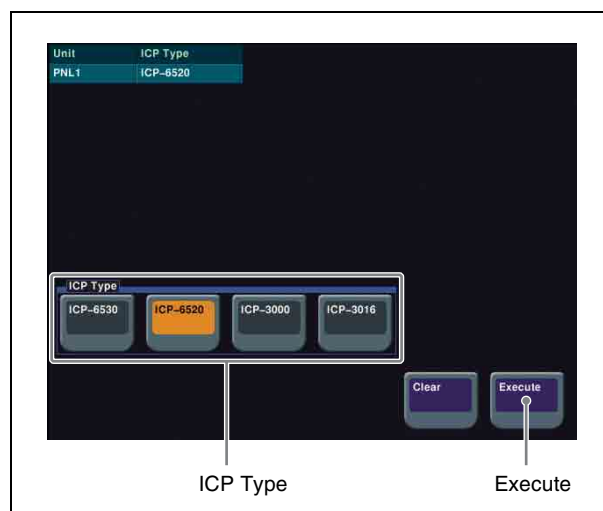 Unit ICP Type
PNL1 ICP-6520
ICP Type
ICP-6530 ICP-6520 ICP-3000 ICP-3016
Clear Execute
ICP Type Execute